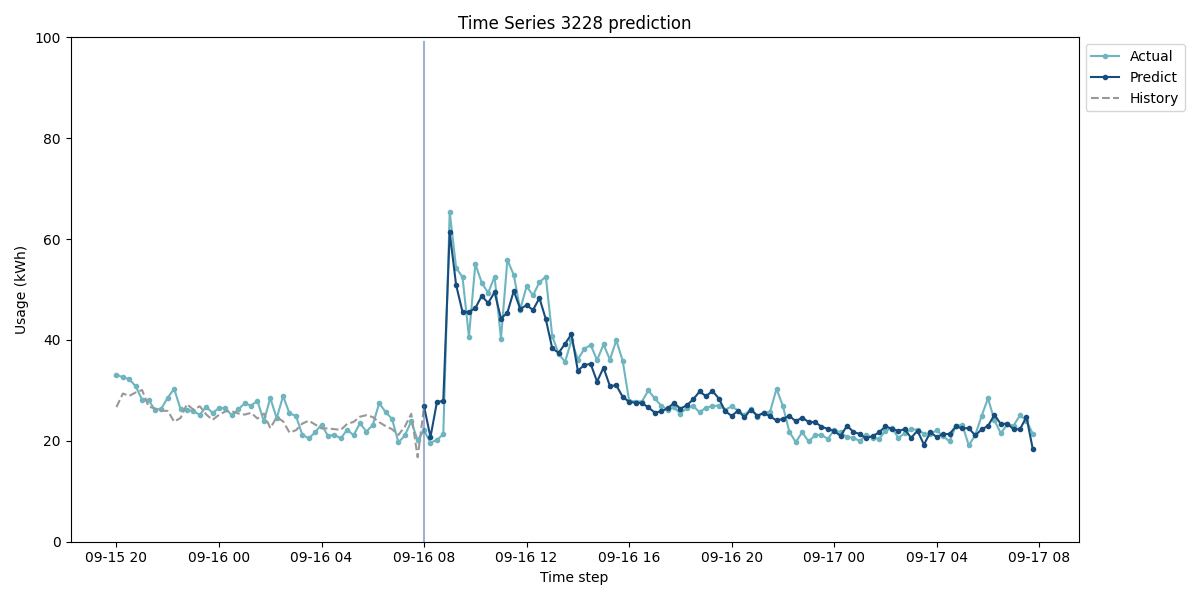 Time Series 3228 prediction
Usage (kWh)
100
80
60
40
20
0
09-15 20
09-16 00
09-16 04
09-16 08
09-16 12
09-16 16
09-16 20
09-17 00
09-17 04
09-17 08
Time step
Actual
Predict
History